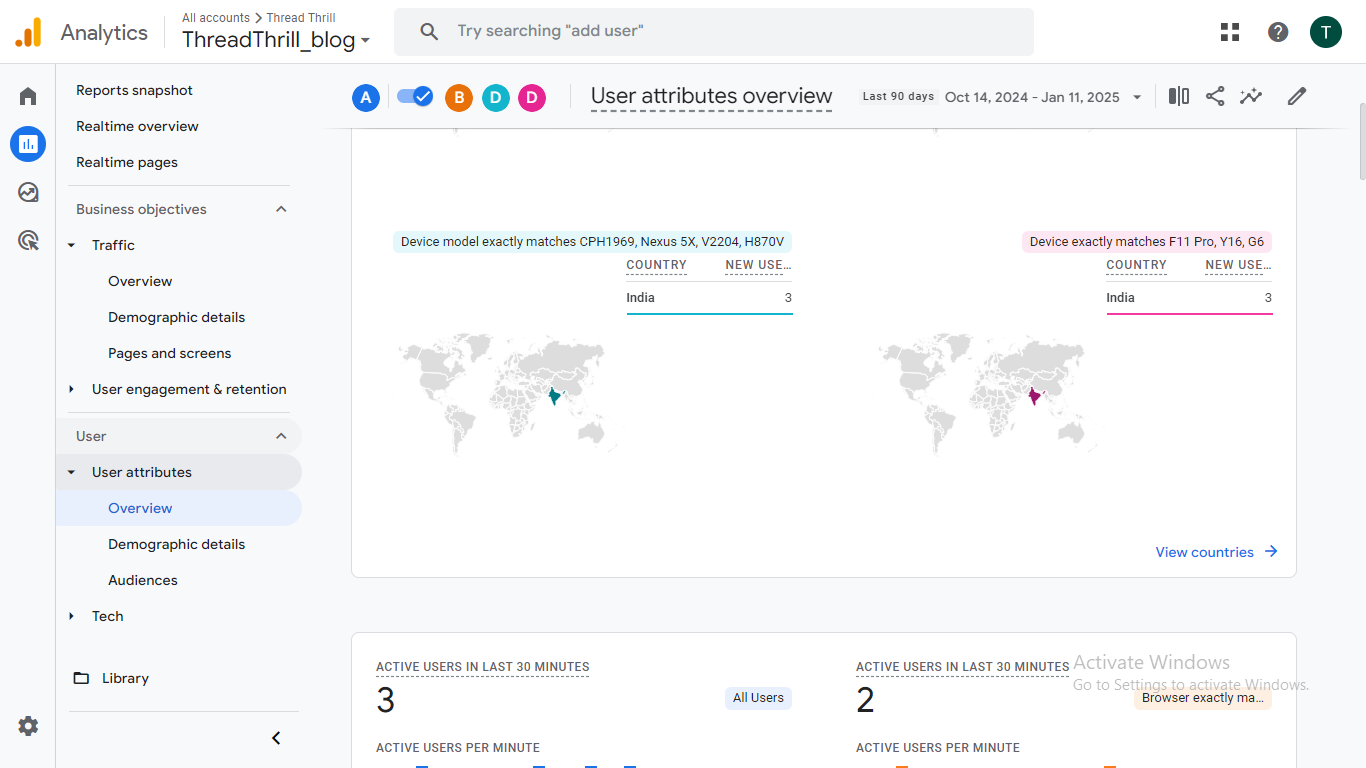 Analytics
All accounts > Thread Thrill
ThreadThrill_blog
Try searching "add user"
T
Reports snapshot
Realtime overview
Realtime pages
Business objectives
Traffic
Overview
Demographic details
Pages and screens
User engagement & retention
User
User attributes
Overview
Demographic details
Audiences
Tech
Library
A B D D User attributes overview Last 90 days Oct 14, 2024 - Jan 11, 2025
Device model exactly matches CPH1969, Nexus 5X, V2204, H870V
COUNTRY NEW USE...
India 3
Device exactly matches F11 Pro, Y16, G6
COUNTRY NEW USE...
India 3
View countries
ACTIVE USERS IN LAST 30 MINUTES
3
All Users
ACTIVE USERS PER MINUTE
ACTIVE USERS IN LAST 30 MINUTES
2
Browser exactly ma...
ACTIVE USERS PER MINUTE
Activate Windows
Go to Settings to activate Windows.